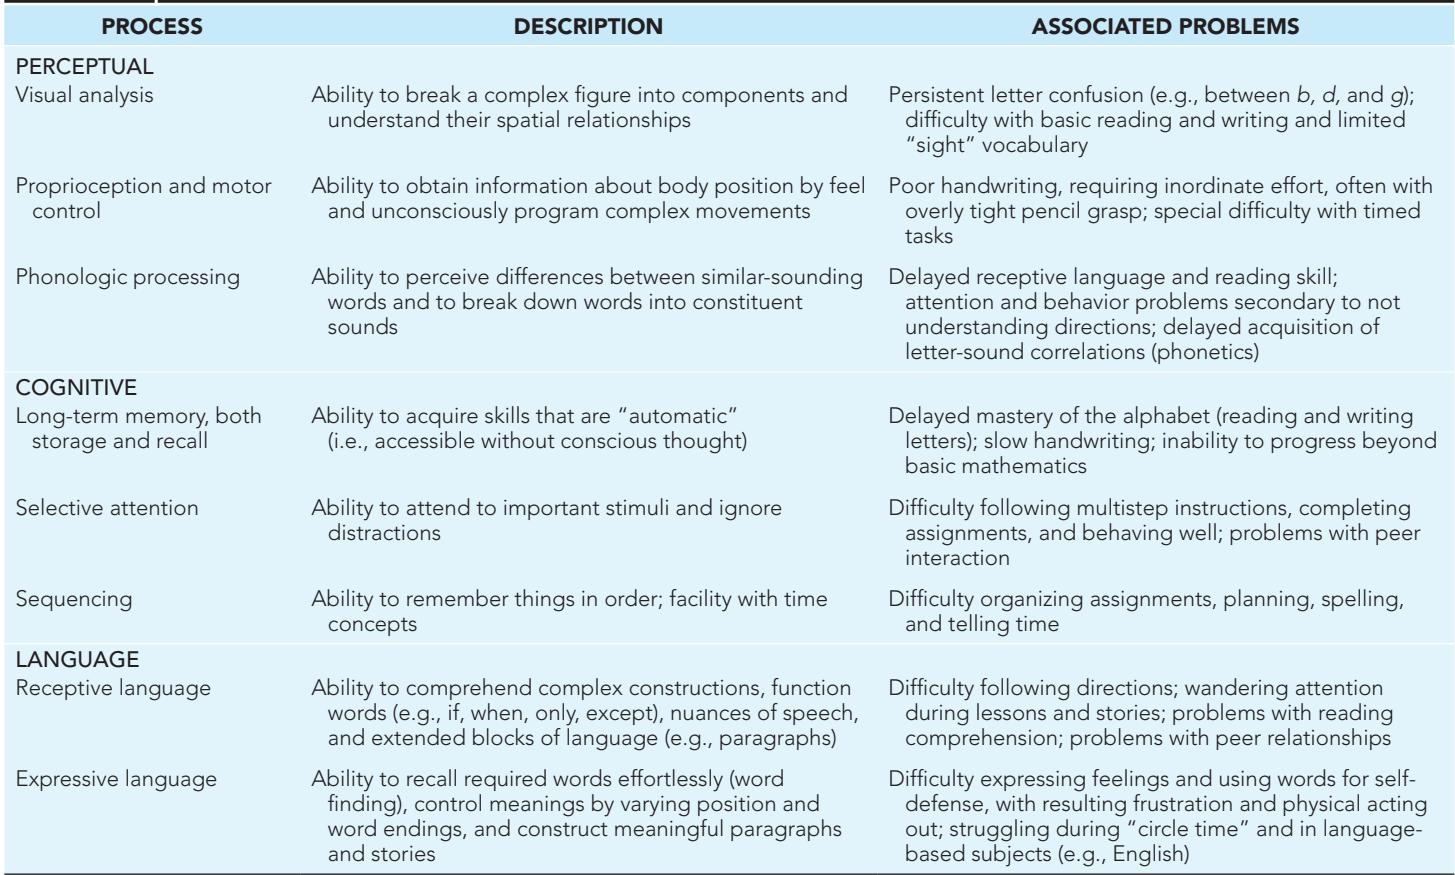 PROCESS DESCRIPTION ASSOCIATED PROBLEMS
PERCEPTUAL
Visual analysis
Ability to break a complex figure into components and
understand their spatial relationships
Persistent letter confusion (e.g., between b, d, and g);
difficulty with basic reading and writing and limited
“sight” vocabulary
Proprioception and motor
control
Ability to obtain information about body position by feel
and unconsciously program complex movements
Poor handwriting, requiring inordinate effort, often with
overly tight pencil grasp; special difficulty with timed
tasks
Phonologic processing
Ability to perceive differences between similar-sounding
words and to break down words into constituent
sounds
Delayed receptive language and reading skill;
attention and behavior problems secondary to not
understanding directions; delayed acquisition of
letter-sound correlations (phonetics)
COGNITIVE
Long-term memory, both
storage and recall
Ability to acquire skills that are “automatic”
(i.e., accessible without conscious thought)
Delayed mastery of the alphabet (reading and writing
letters); slow handwriting; inability to progress beyond
basic mathematics
Selective attention
Ability to attend to important stimuli and ignore
distractions
Difficulty following multistep instructions, completing
assignments, and behaving well; problems with peer
interaction
Sequencing
Ability to remember things in order; facility with time
concepts
Difficulty organizing assignments, planning, spelling,
and telling time
LANGUAGE
Receptive language
Ability to comprehend complex constructions, function
words (e.g., if, when, only, except), nuances of speech,
and extended blocks of language (e.g., paragraphs)
Difficulty following directions; wandering attention
during lessons and stories; problems with reading
comprehension; problems with peer relationships
Expressive language
Ability to recall required words effortlessly (word
finding), control meanings by varying position and
word endings, and construct meaningful paragraphs
and stories
Difficulty expressing feelings and using words for self-
defense, with resulting frustration and physical acting
out; struggling during “circle time” and in language-
based subjects (e.g., English)